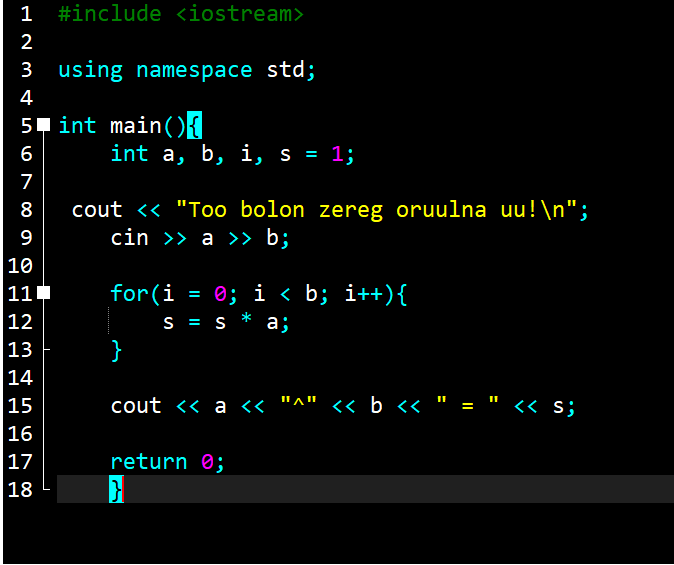 1 #include <iostream>
2
3 using namespace std;
4
5 int main(){
6     int a, b, i, s = 1;
7
8  cout << "Too bolon zereg oruulna uu!\n";
9     cin >> a >> b;
10
11     for(i = 0; i < b; i++){
12         s = s * a;
13     }
14
15     cout << a << "^" << b << " = " << s;
16
17     return 0;
18     }